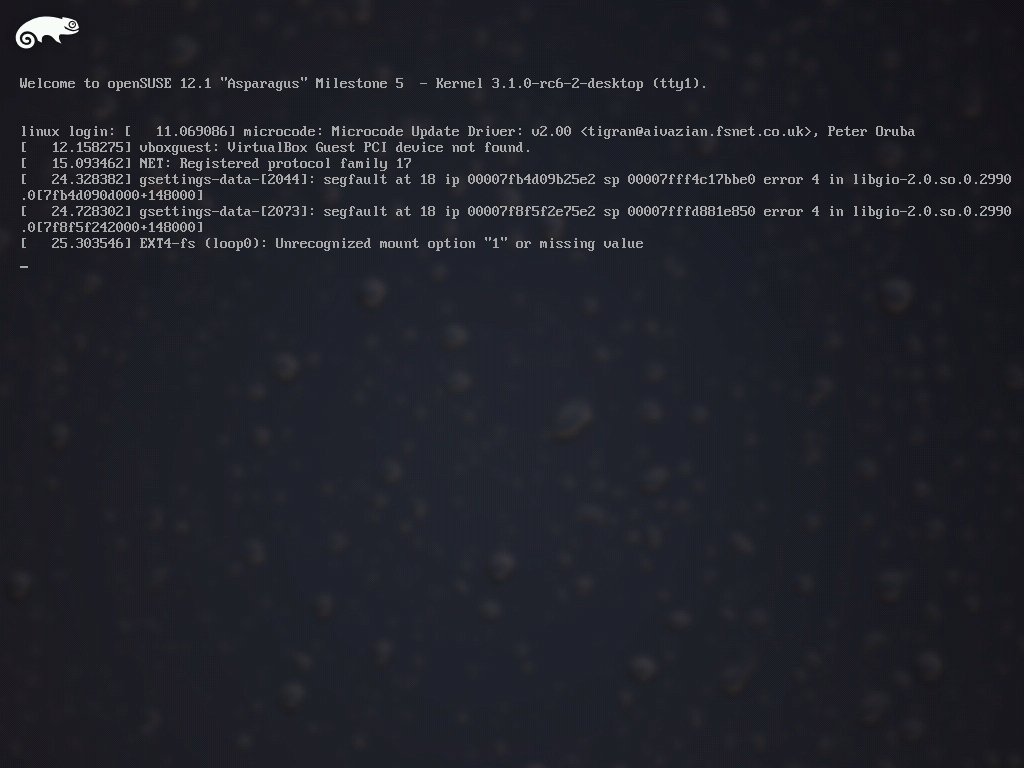 Welcome to openSUSE 12.1 "Asparagus" Milestone 5  - Kernel 3.1.0-rc6-2-desktop (tty1).
linux login: [   11.069086] microcode: Microcode Update Driver: v2.00 <tigran@aivazian.fsnet.co.uk>, Peter Oruba
[   12.158275] vboxguest: VirtualBox Guest PCI device not found.
[   15.093462] NET: Registered protocol family 17
[   24.328382] gsettings-data-[2044]: segfault at 18 ip 00007fb4d09b25e2 sp 00007fff4c17bbe0 error 4 in libgio-2.0.so.0.2990
.0[7fb4d090d000+148000]
[   24.728302] gsettings-data-[2073]: segfault at 18 ip 00007f8f5f2e75e2 sp 00007fffd881e850 error 4 in libgio-2.0.so.0.2990
.0[7f8f5f242000+148000]
[   25.303546] EXT4-fs (loop0): Unrecognized mount option "1" or missing value
_